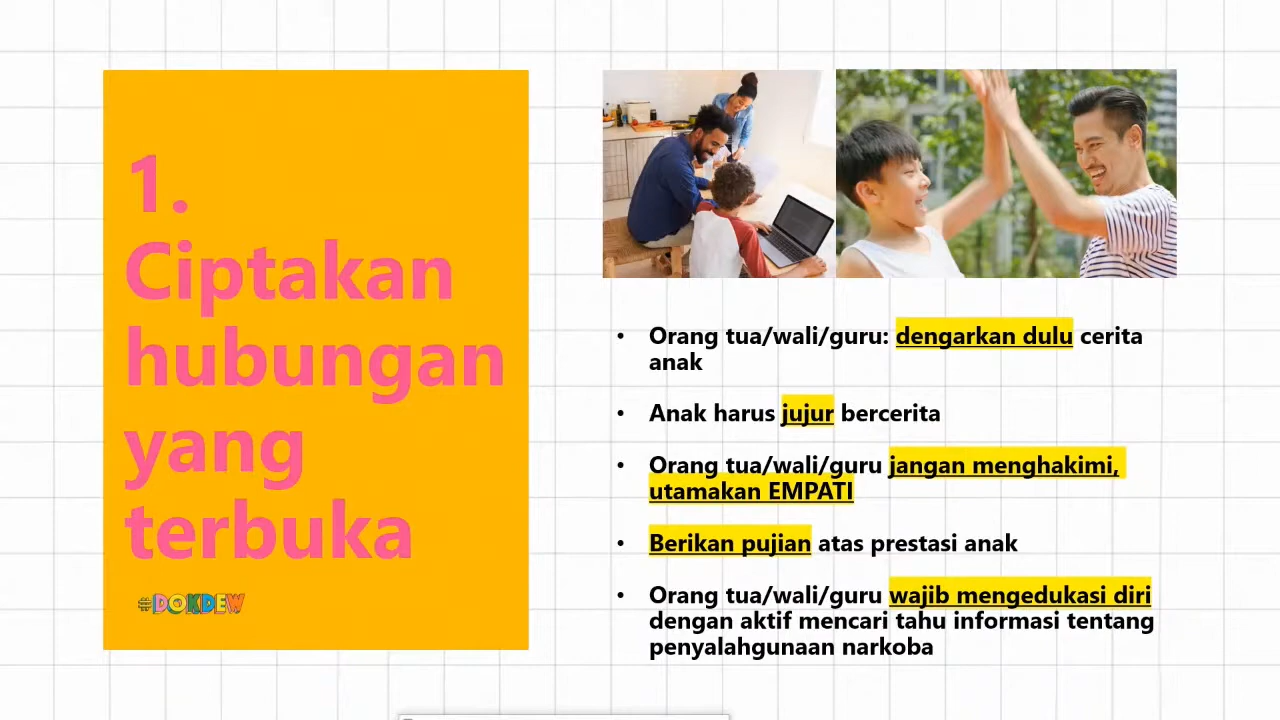 1.
Ciptakan
hubungan
yang
terbuka
#DOKDEW
• Orang tua/wali/guru: dengarkan dulu cerita
anak
• Anak harus jujur bercerita
• Orang tua/wali/guru jangan menghakimi,
utamakan EMPATI
• Berikan pujian atas prestasi anak
• Orang tua/wali/guru wajib mengedukasi diri
dengan aktif mencari tahu informasi tentang
penyalahgunaan narkoba